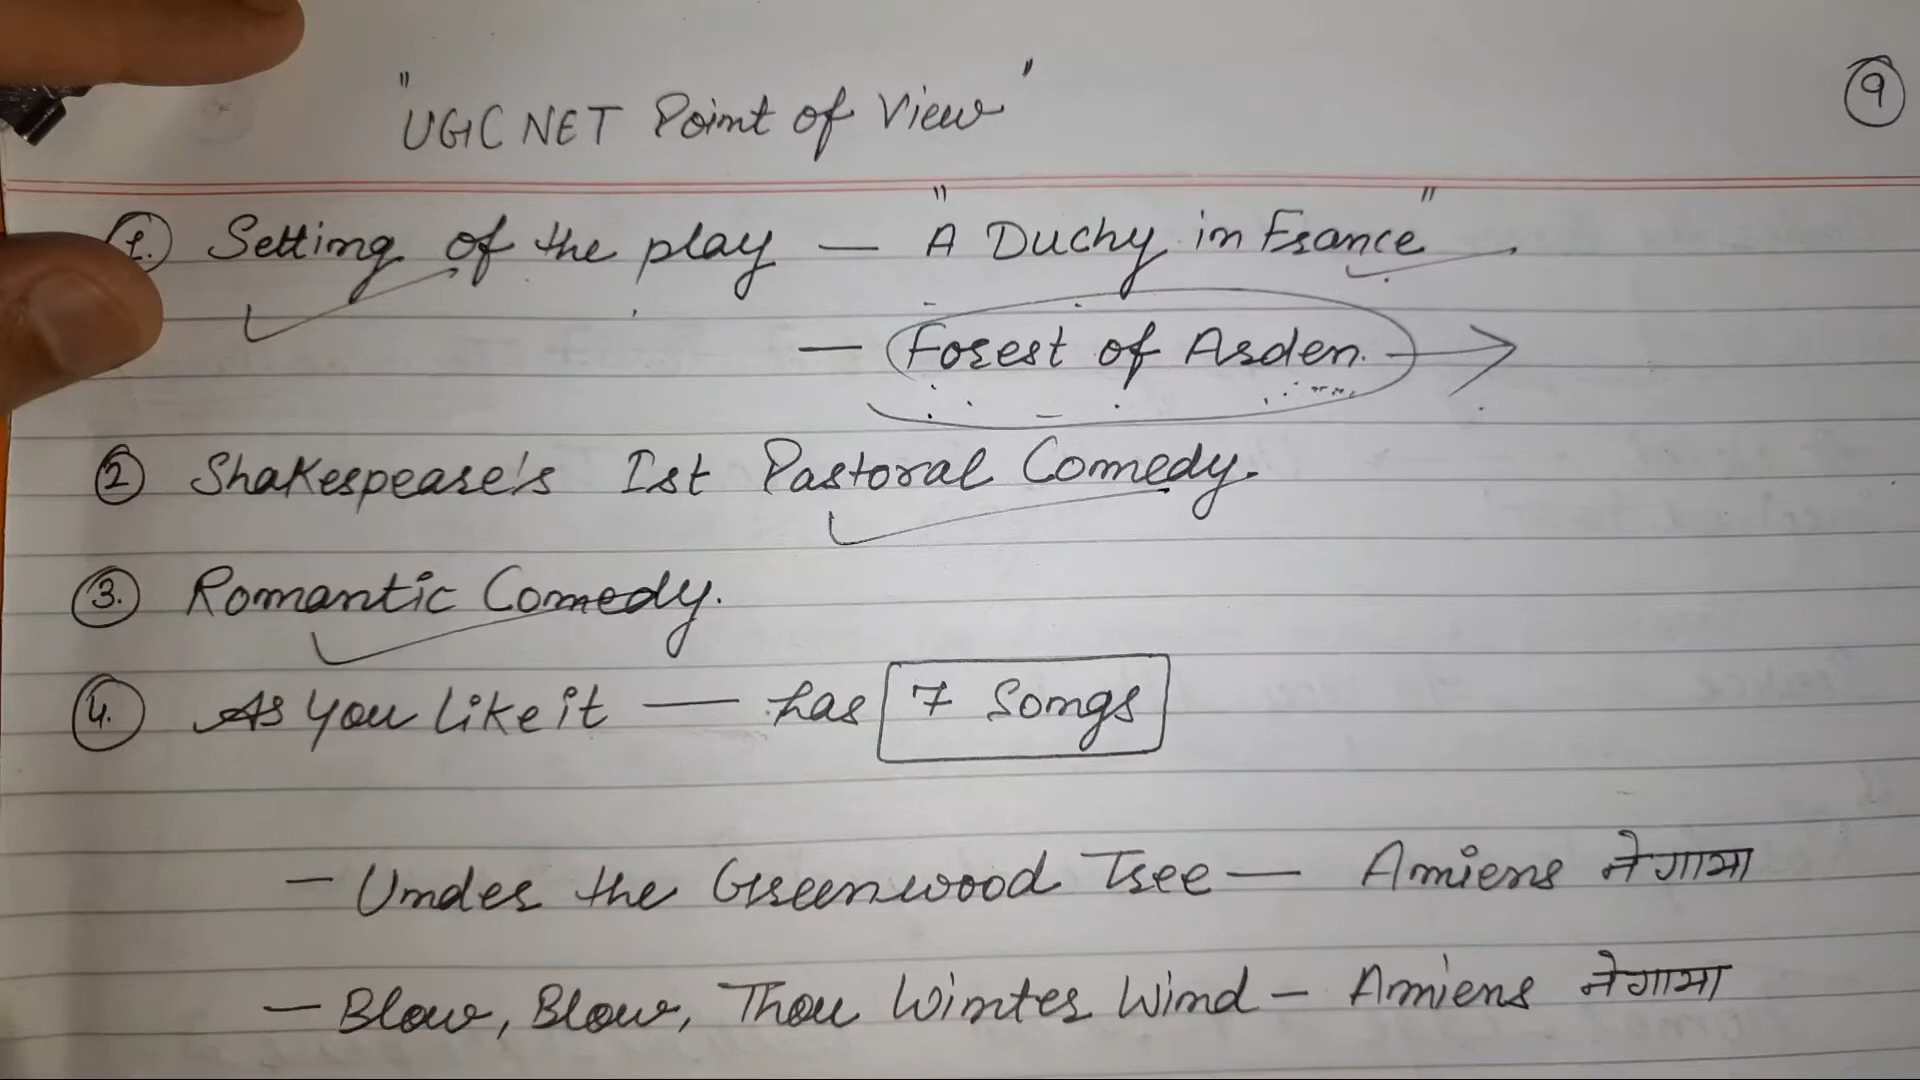 "UGC NET Point of View"
9
1. Setting of the play — "A Duchy in France"
— Forest of Arden. →
2 Shakespeare's Ist Pastoral Comedy.
3. Romantic Comedy.
4. As You Like it — has 7 Songs
— Under the Greenwood Tree — Amiens ने गाया
— Blow, Blow, Thou Winter Wind — Amiens ने गाया